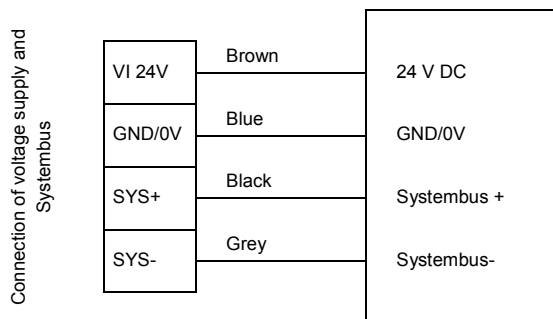 Connection of voltage supply and
Systembus
VI 24V
Brown
24 V DC
GND/0V
Blue
GND/0V
SYS+
Black
Systembus +
SYS-
Grey
Systembus-